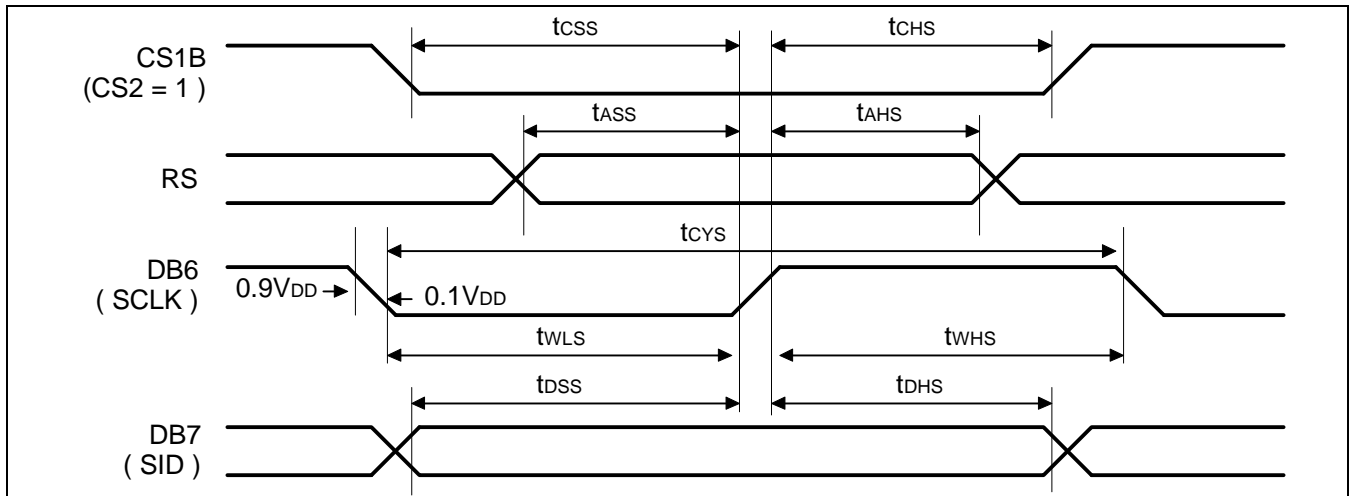 tCSS
tCHS
CS1B
(CS2 = 1 )
tASS
tAHS
RS
tCYS
DB6
( SCLK )
0.9VDD
0.1VDD
tWLS
tWHS
tDSS
tDHS
DB7
( SID )